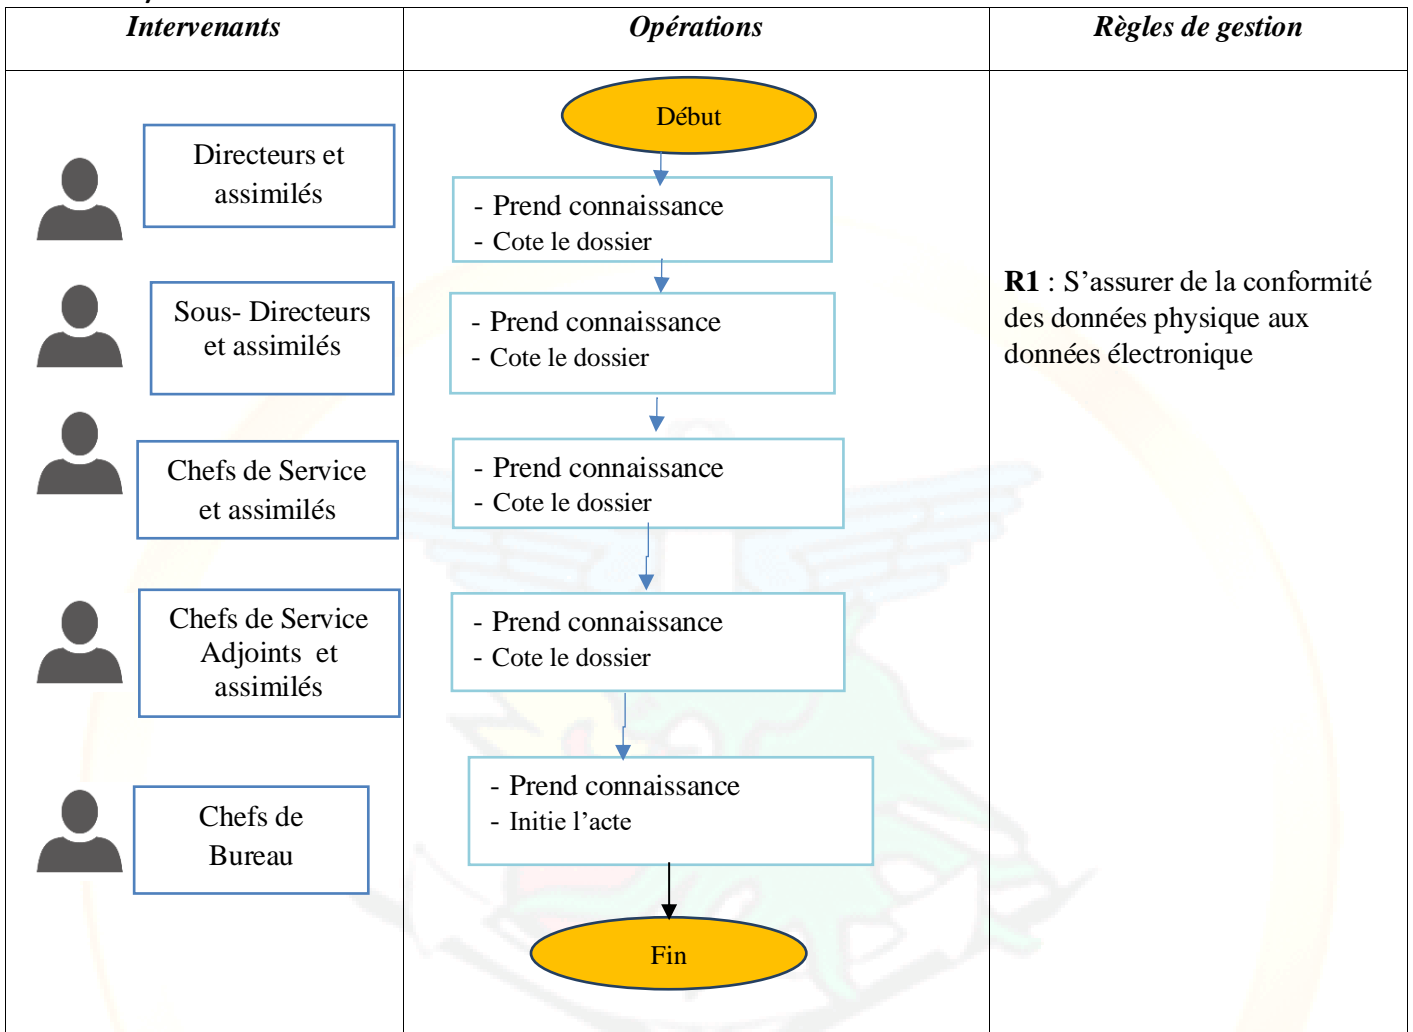 Intervenants
Opérations
Règles de gestion
Début
Directeurs et
assimilés
- Prend connaissance
- Cote le dossier
Sous- Directeurs
et assimilés
- Prend connaissance
- Cote le dossier
R1 : S’assurer de la conformité
des données physique aux
données électronique
Chefs de Service
et assimilés
- Prend connaissance
- Cote le dossier
Chefs de Service
Adjoints et
assimilés
- Prend connaissance
- Cote le dossier
Chefs de
Bureau
- Prend connaissance
- Initie l’acte
Fin